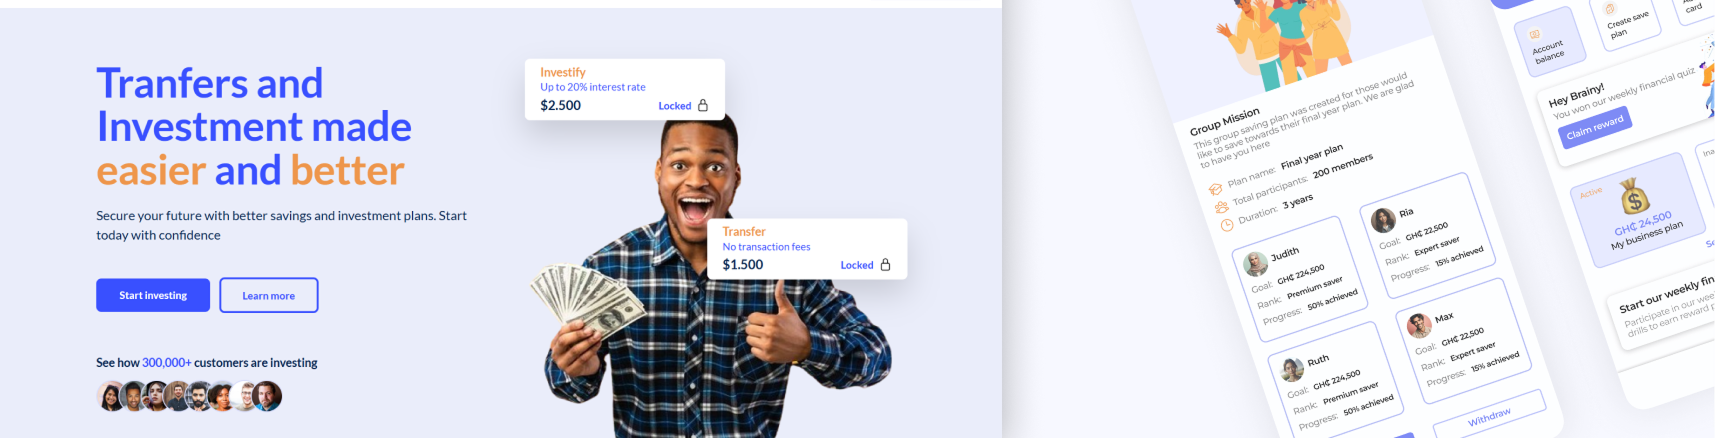 Tranfers and
Investment made
easier and better
Secure your future with better savings and investment plans. Start
today with confidence
Start investing
Learn more
See how 300,000+ customers are investing
Investify
Up to 20% interest rate
$2.500
Locked
Transfer
No transaction fees
$1.500
Locked
Group Mission
This group saving plan was created for those would
like to save towards their final year plan. We are glad
to have you here
Plan name: Final year plan
Total participants: 200 members
Duration: 3 years
Judith
Goal: GH₵ 224,500
Rank: Premium saver
Progress: 50% achieved
Ria
Goal: GH₵ 22,500
Rank: Expert saver
Progress: 15% achieved
Ruth
Goal: GH₵ 224,500
Rank: Premium saver
Progress: 50% achieved
Max
Goal: GH₵ 22,500
Rank: Expert saver
Progress: 15% achieved
Withdraw
Account
balance
Create save
plan
card
Hey Brainy!
You won our weekly financial quiz
Claim reward
Active
GH₵ 24,500
My business plan
Start our weekly fin
Participate in our wee
drills to earn reward